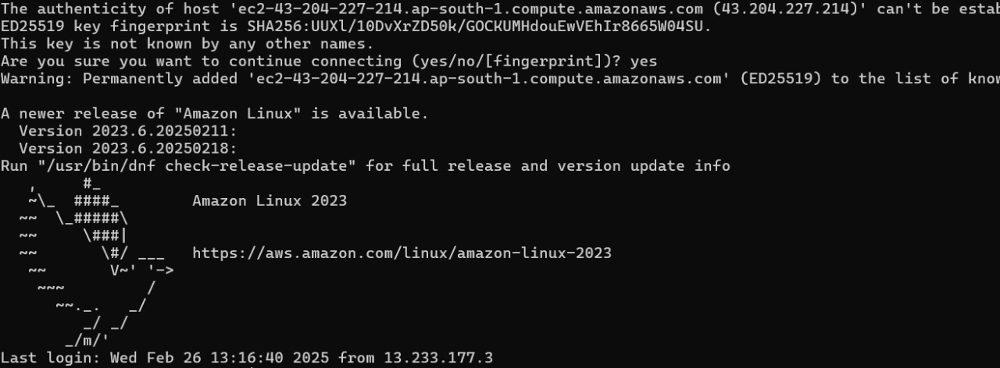 The authenticity of host 'ec2-43-204-227-214.ap-south-1.compute.amazonaws.com (43.204.227.214)' can't be estab
ED25519 key fingerprint is SHA256:UUXl/10DvXrZD50k/GOCKUMHdouEwVEhIr8665W04SU.
This key is not known by any other names.
Are you sure you want to continue connecting (yes/no/[fingerprint])? yes
Warning: Permanently added 'ec2-43-204-227-214.ap-south-1.compute.amazonaws.com' (ED25519) to the list of know
A newer release of "Amazon Linux" is available.
  Version 2023.6.20250211:
  Version 2023.6.20250218:
Run "/usr/bin/dnf check-release-update" for full release and version update info
   ,     #_
   ~\_  ####_        Amazon Linux 2023
  ~~  \_#####\
  ~~     \###|
  ~~       \#/ ___   https://aws.amazon.com/linux/amazon-linux-2023
   ~~       V~' '->
    ~~~         /
      ~~._.   _/
         _/ _/
       _/m/'
Last login: Wed Feb 26 13:16:40 2025 from 13.233.177.3